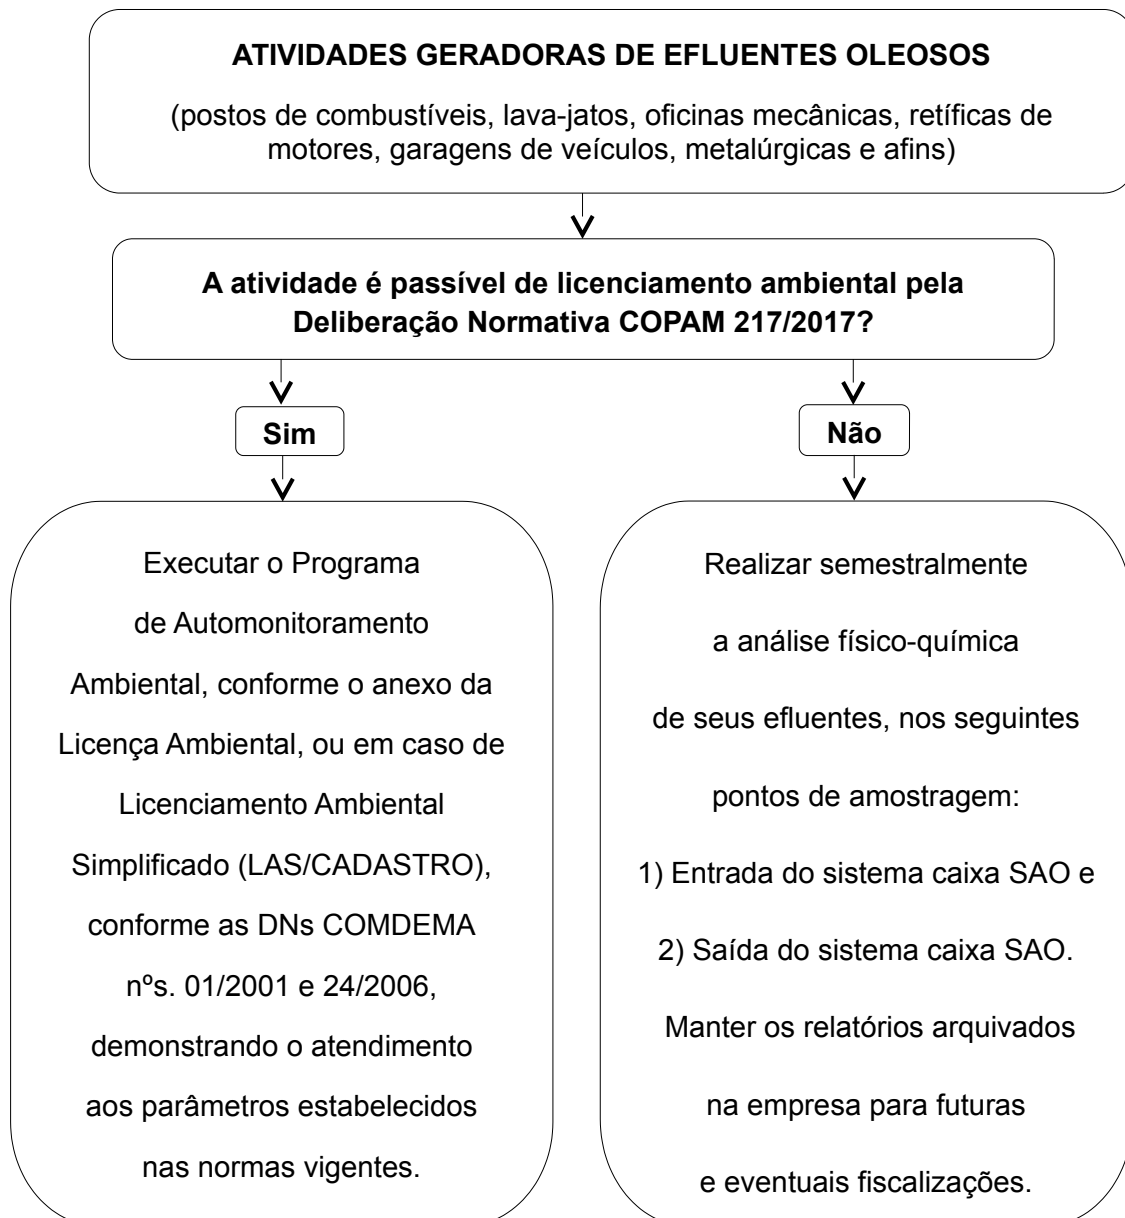 ATIVIDADES GERADORAS DE EFLUENTES OLEOSOS
(postos de combustíveis, lava-jatos, oficinas mecânicas, retíficas de
motores, garagens de veículos, metalúrgicas e afins)
A atividade é passível de licenciamento ambiental pela
Deliberação Normativa COPAM 217/2017?
Sim
Não
Executar o Programa
de Automonitoramento
Ambiental, conforme o anexo da
Licença Ambiental, ou em caso de
Licenciamento Ambiental
Simplificado (LAS/CADASTRO),
conforme as DNs COMDEMA
nºs. 01/2001 e 24/2006,
demonstrando o atendimento
aos parâmetros estabelecidos
nas normas vigentes.
Realizar semestralmente
a análise físico-química
de seus efluentes, nos seguintes
pontos de amostragem:
1) Entrada do sistema caixa SAO e
2) Saída do sistema caixa SAO.
Manter os relatórios arquivados
na empresa para futuras
e eventuais fiscalizações.